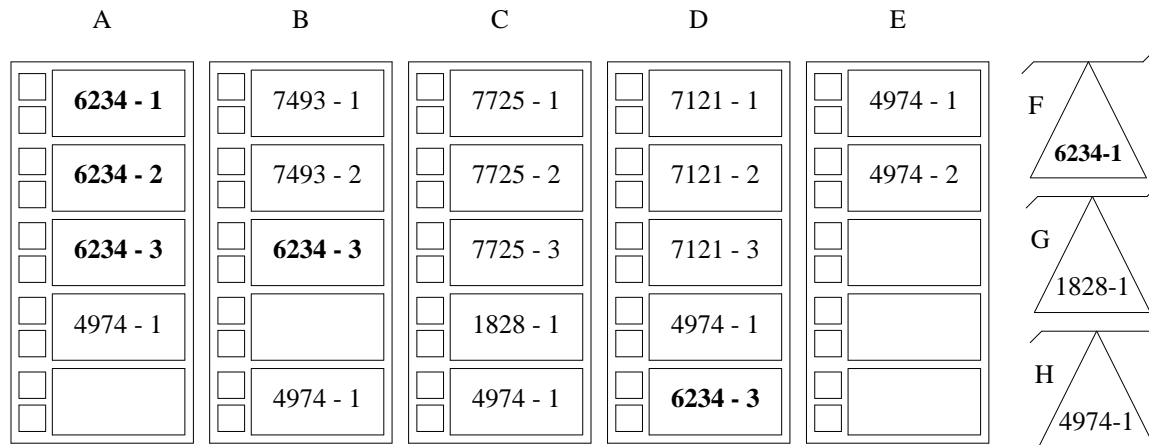 A B C D E
6234 - 1 7493 - 1 7725 - 1 7121 - 1 4974 - 1
F
6234-1
6234 - 2 7493 - 2 7725 - 2 7121 - 2 4974 - 2
6234 - 3 6234 - 3 7725 - 3 7121 - 3
G
1828-1
4974 - 1 1828 - 1 4974 - 1
H
4974 - 1 4974 - 1 6234 - 3
4974-1